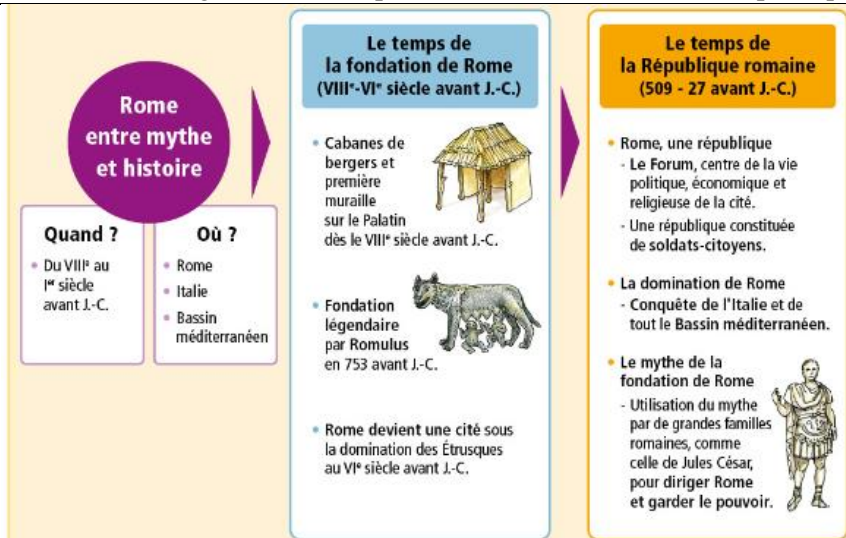 Rome
entre mythe
et histoire
Quand ?
• Du VIIIᵉ au
Iᵉʳ siècle
avant J.-C.
Où ?
• Rome
• Italie
• Bassin
méditerranéen
Le temps de
la fondation de Rome
(VIIIᵉ-VIᵉ siècle avant J.-C.)
• Cabanes de
bergers et
première
muraille
sur le Palatin
dès le VIIIᵉ siècle avant J.-C.
• Fondation
légendaire
par Romulus
en 753 avant J.-C.
• Rome devient une cité sous
la domination des Étrusques
au VIᵉ siècle avant J.-C.
Le temps de
la République romaine
(509 - 27 avant J.-C.)
• Rome, une république
- Le Forum, centre de la vie
politique, économique et
religieuse de la cité.
- Une république constituée
de soldats-citoyens.
• La domination de Rome
- Conquête de l'Italie et de
tout le Bassin méditerranéen.
• Le mythe de la
fondation de Rome
- Utilisation du mythe
par de grandes familles
romaines, comme
celle de Jules César,
pour diriger Rome
et garder le pouvoir.